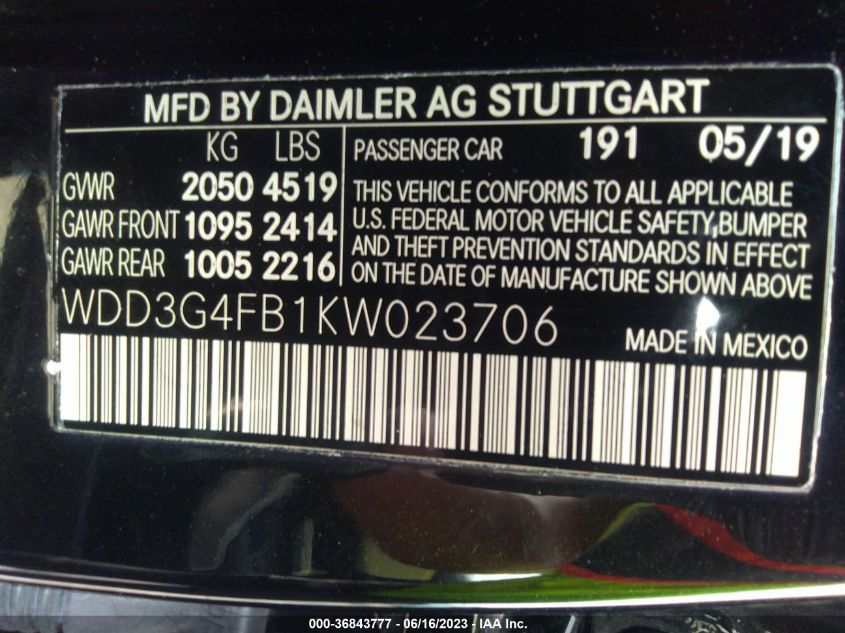 MFD BY DAIMLER AG STUTTGART
KG LBS
GVWR 2050 4519
GAWR FRONT 1095 2414
GAWR REAR 1005 2216
PASSENGER CAR 191 05/19
THIS VEHICLE CONFORMS TO ALL APPLICABLE
U.S. FEDERAL MOTOR VEHICLE SAFETY,BUMPER
AND THEFT PREVENTION STANDARDS IN EFFECT
ON THE DATE OF MANUFACTURE SHOWN ABOVE
WDD3G4FB1KW023706
MADE IN MEXICO
000-36843777 - 06/16/2023 - IAA Inc.